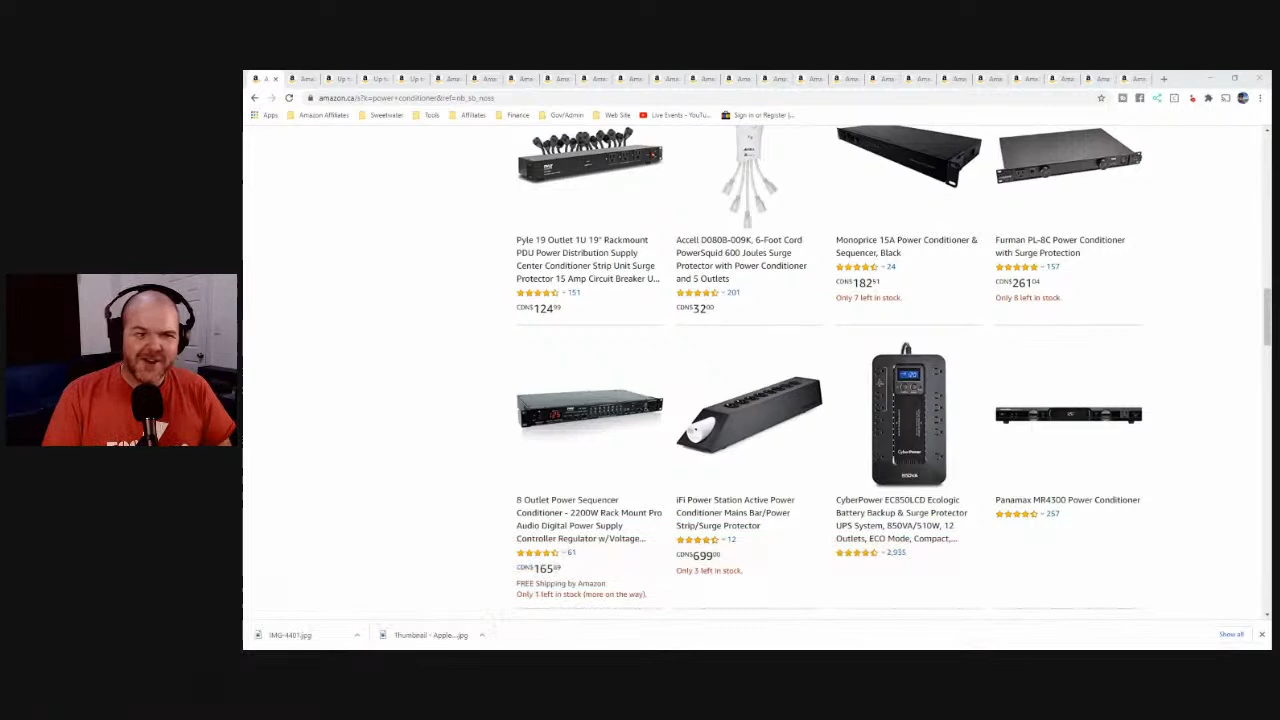 amazon.ca/s?k=power+conditioner&ref=nb_sb_noss
Apps Amazon Affiliates Sweetwater Tools Affiliates Finance Gov/Admin Web Site Live Events - YouTu... Sign in or Register |...
Pyle 19 Outlet 1U 19" Rackmount
PDU Power Distribution Supply
Center Conditioner Strip Unit Surge
Protector 15 Amp Circuit Breaker U...
151
CDN$ 124.99
Accell D080B-009K, 6-Foot Cord
PowerSquid 600 Joules Surge
Protector with Power Conditioner
and 5 Outlets
201
CDN$ 32.00
Monoprice 15A Power Conditioner &
Sequencer, Black
24
CDN$ 182.51
Only 7 left in stock.
Furman PL-8C Power Conditioner
with Surge Protection
157
CDN$ 261.04
Only 8 left in stock.
8 Outlet Power Sequencer
Conditioner - 2200W Rack Mount Pro
Audio Digital Power Supply
Controller Regulator w/Voltage...
61
CDN$ 165.89
FREE Shipping by Amazon
Only 1 left in stock (more on the way).
iFi Power Station Active Power
Conditioner Mains Bar/Power
Strip/Surge Protector
12
CDN$ 699.00
Only 3 left in stock.
CyberPower
850VA
CyberPower EC850LCD Ecologic
Battery Backup & Surge Protector
UPS System, 850VA/510W, 12
Outlets, ECO Mode, Compact,...
2,935
Panamax MR4300 Power Conditioner
257
IMG-4401.jpg
Thumbnail - Apple....jpg
Show all